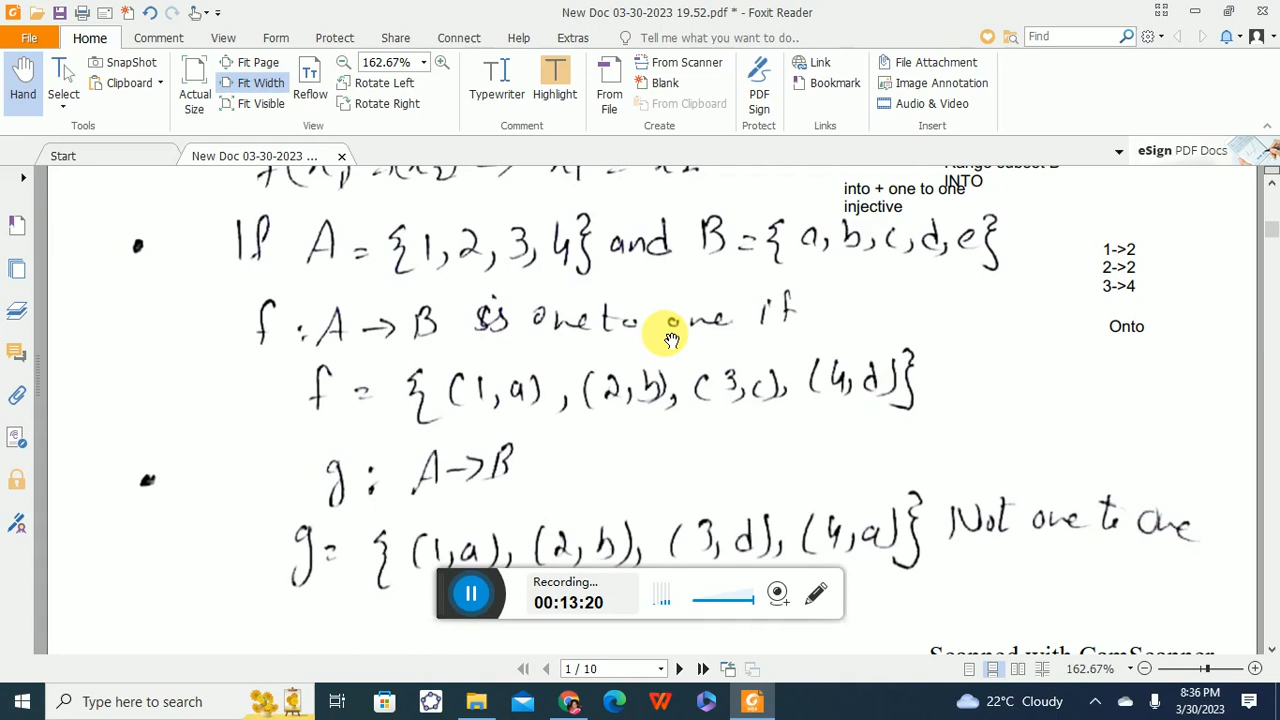 New Doc 03-30-2023 19.52.pdf * - Foxit Reader
File Home Comment View Form Protect Share Connect Help Extras Tell me what you want to do.. Find
Hand Select SnapShot Clipboard Actual Size Fit Page Fit Width Fit Visible Reflow 162.67% Rotate Left Rotate Right Typewriter Highlight From File From Scanner Blank From Clipboard PDF Sign Link Bookmark File Attachment Image Annotation Audio & Video
Tools View Comment Create Protect Links Insert
Start New Doc 03-30-2023 ... eSign PDF Docs
Range subset B
INTO
into + one to one
injective
If A = {1, 2, 3, 4} and B = {a, b, c, d, e}
1->2
2->2
3->4
f : A → B is one to one if
Onto
f = {(1, a), (2, b), (3, c), (4, d)}
g : A → B
g = {(1, a), (2, b), (3, d), (4, a)} Not one to one
Recording...
00:13:20
Scanned with CamScanner
1 / 10 162.67%
Type here to search 22°C Cloudy 8:36 PM
3/30/2023